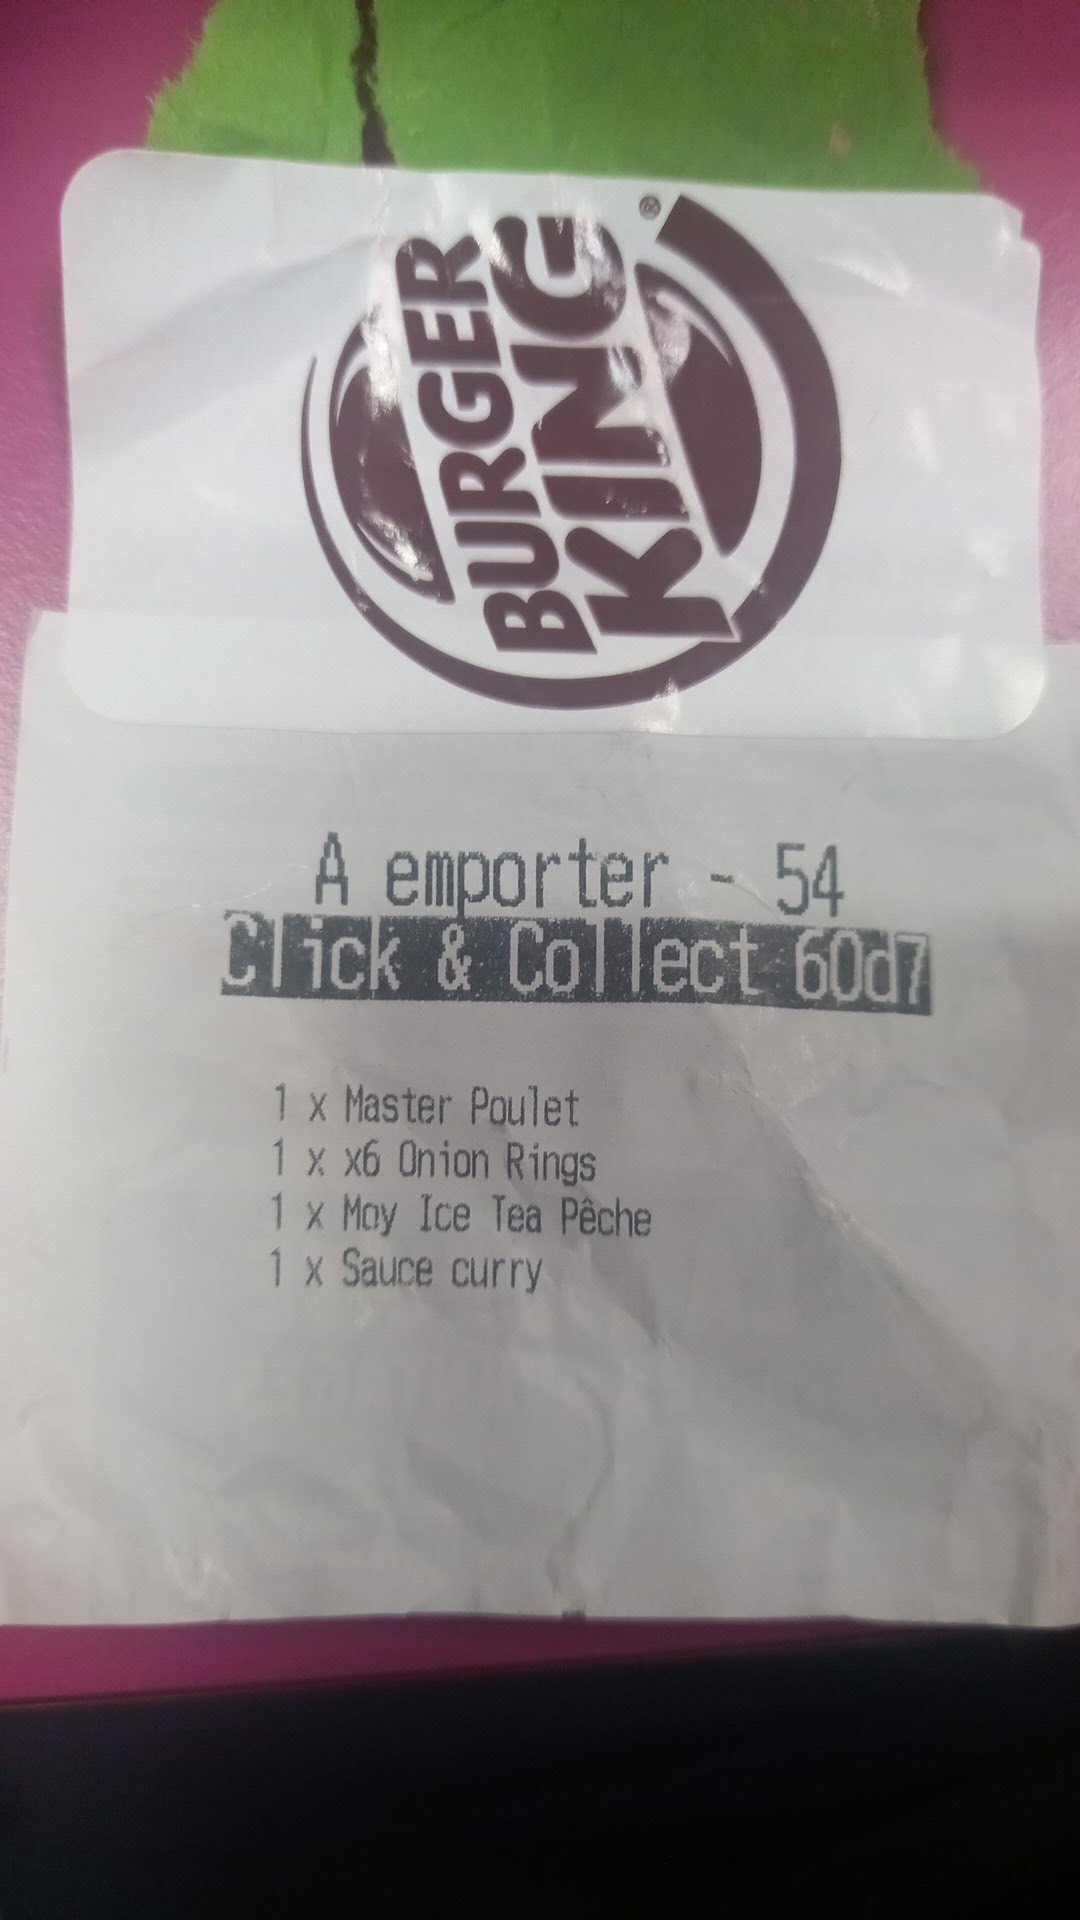 BURGER
KING®
A emporter - 54
Click & Collect 60d7
1 x Master Poulet
1 x x6 Onion Rings
1 x Moy Ice Tea Pêche
1 x Sauce curry